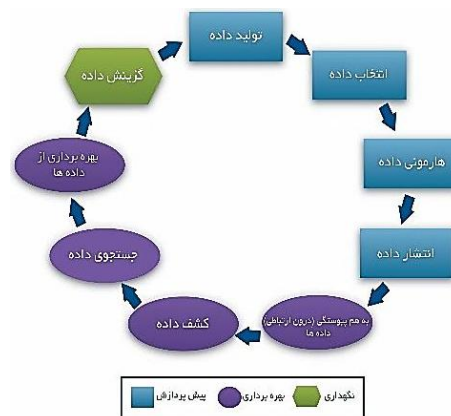 تولید داده
انتخاب داده
هارمونی داده
انتشار داده
به هم پیوستگی (درون ارتباطی)
داده ها
کشف داده
جستجوی داده
بهره برداری از
داده ها
گزینش داده
پیش پردازش
بهره برداری
نگهداری